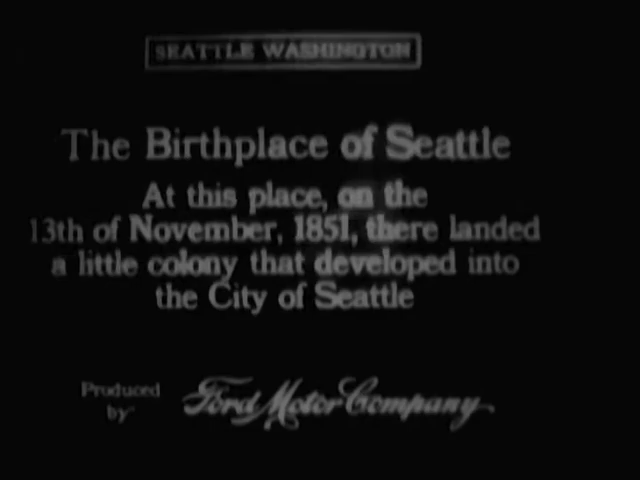 SEATTLE WASHINGTON
The Birthplace of Seattle
At this place, on the
13th of November, 1851, there landed
a little colony that developed into
the City of Seattle
Produced
by
Ford Motor Company